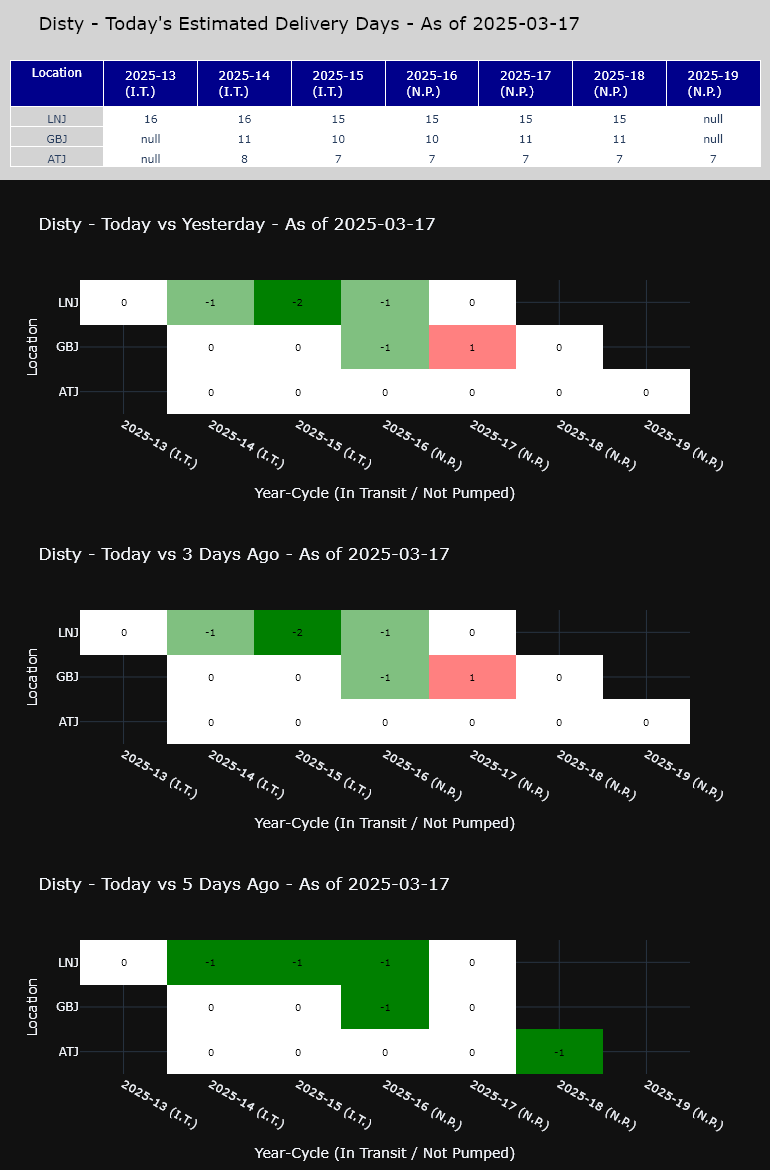 Disty - Today's Estimated Delivery Days - As of 2025-03-17
Location 2025-13 (I.T.) 2025-14 (I.T.) 2025-15 (I.T.) 2025-16 (N.P.) 2025-17 (N.P.) 2025-18 (N.P.) 2025-19 (N.P.)
LNJ 16 16 15 15 15 15 null
GBJ null 11 10 10 11 11 null
ATJ null 8 7 7 7 7 7
Disty - Today vs Yesterday - As of 2025-03-17
Location
LNJ 0 -1 -2 -1 0
GBJ 0 0 -1 1 0
ATJ 0 0 0 0 0 0
2025-13 (I.T.) 2025-14 (I.T.) 2025-15 (I.T.) 2025-16 (N.P.) 2025-17 (N.P.) 2025-18 (N.P.) 2025-19 (N.P.)
Year-Cycle (In Transit / Not Pumped)
Disty - Today vs 3 Days Ago - As of 2025-03-17
Location
LNJ 0 -1 -2 -1 0
GBJ 0 0 -1 1 0
ATJ 0 0 0 0 0 0
2025-13 (I.T.) 2025-14 (I.T.) 2025-15 (I.T.) 2025-16 (N.P.) 2025-17 (N.P.) 2025-18 (N.P.) 2025-19 (N.P.)
Year-Cycle (In Transit / Not Pumped)
Disty - Today vs 5 Days Ago - As of 2025-03-17
Location
LNJ 0 -1 -1 -1 0
GBJ 0 0 -1 0
ATJ 0 0 0 0 -1
2025-13 (I.T.) 2025-14 (I.T.) 2025-15 (I.T.) 2025-16 (N.P.) 2025-17 (N.P.) 2025-18 (N.P.) 2025-19 (N.P.)
Year-Cycle (In Transit / Not Pumped)